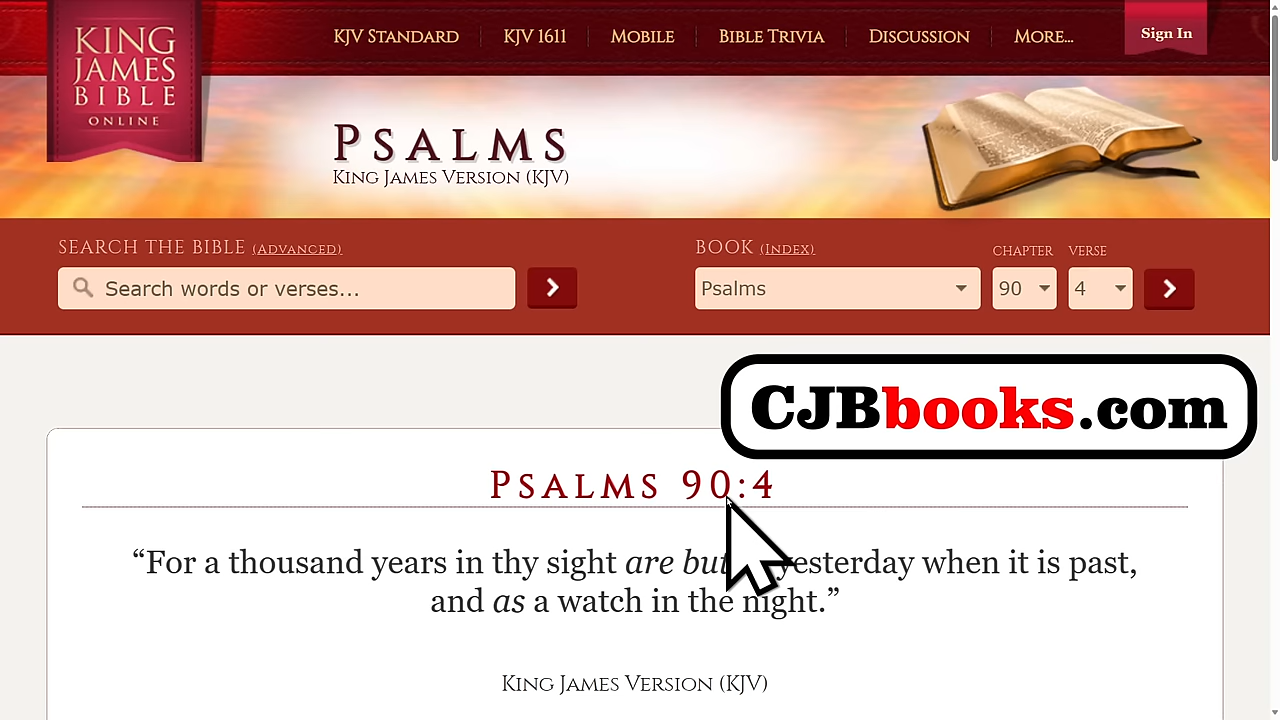 KING
JAMES
BIBLE
ONLINE
KJV Standard
KJV 1611
Mobile
Bible Trivia
Discussion
More...
Sign In
Psalms
King James Version (KJV)
SEARCH THE BIBLE (Advanced)
Search words or verses...
BOOK (Index)
Psalms
CHAPTER
90
VERSE
4
CJBbooks.com
Psalms 90:4
“For a thousand years in thy sight are but yesterday when it is past,
and as a watch in the night.”
King James Version (KJV)